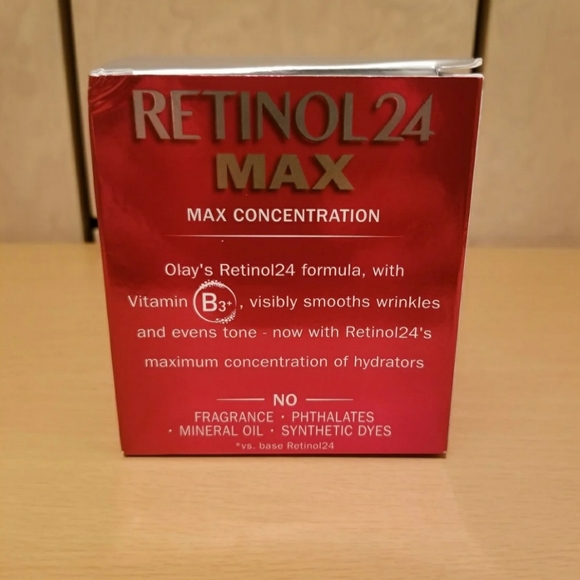 RETINOL24
MAX
MAX CONCENTRATION
Olay's Retinol24 formula, with
Vitamin B3+, visibly smooths wrinkles
and evens tone - now with Retinol24's
maximum concentration of hydrators
NO
FRAGRANCE • PHTHALATES
• MINERAL OIL • SYNTHETIC DYES
*vs. base Retinol24